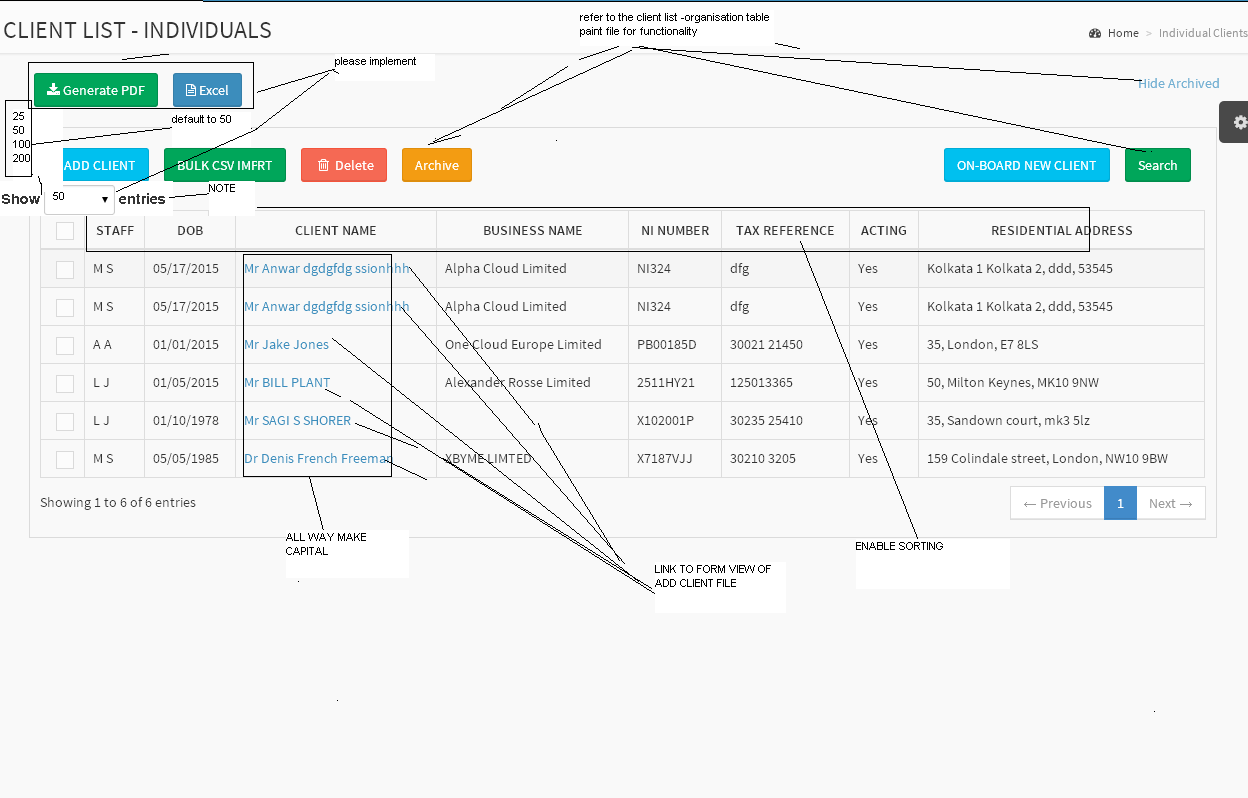 CLIENT LIST - INDIVIDUALS
refer to the client list -organisation table
paint file for functionality
Home > Individual Clients
please implement
Generate PDF
Excel
Hide Archived
25
50
100
200
default to 50
ADD CLIENT
BULK CSV IMFRT
Delete
Archive
ON-BOARD NEW CLIENT
Search
NOTE
Show 50 entries
STAFF DOB CLIENT NAME BUSINESS NAME NI NUMBER TAX REFERENCE ACTING RESIDENTIAL ADDRESS
M S 05/17/2015 Mr Anwar dgdgfdg ssionhhh Alpha Cloud Limited NI324 dfg Yes Kolkata 1 Kolkata 2, ddd, 53545
M S 05/17/2015 Mr Anwar dgdgfdg ssionhhh Alpha Cloud Limited NI324 dfg Yes Kolkata 1 Kolkata 2, ddd, 53545
A A 01/01/2015 Mr Jake Jones One Cloud Europe Limited PB00185D 30021 21450 Yes 35, London, E7 8LS
L J 01/05/2015 Mr BILL PLANT Alexander Rosse Limited 2511HY21 125013365 Yes 50, Milton Keynes, MK10 9NW
L J 01/10/1978 Mr SAGI S SHORER X102001P 30235 25410 Yes 35, Sandown court, mk3 5lz
M S 05/05/1985 Dr Denis French Freeman XBYME LIMTED X7187VJJ 30210 3205 Yes 159 Colindale street, London, NW10 9BW
Showing 1 to 6 of 6 entries
← Previous 1 Next →
ALL WAY MAKE
CAPITAL
ENABLE SORTING
LINK TO FORM VIEW OF
ADD CLIENT FILE